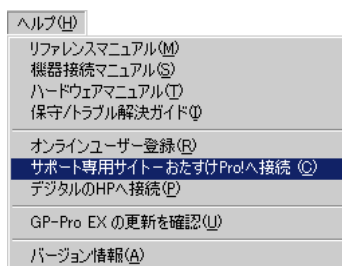 ヘルプ(H)
リファレンスマニュアル(M)
機器接続マニュアル(S)
ハードウェアマニュアル(T)
保守/トラブル解決ガイド(I)
オンラインユーザー登録(R)
サポート専用サイトーおたすけPro!へ接続 (C)
デジタルのHPへ接続(P)
GP-Pro EX の更新を確認(U)
バージョン情報(A)